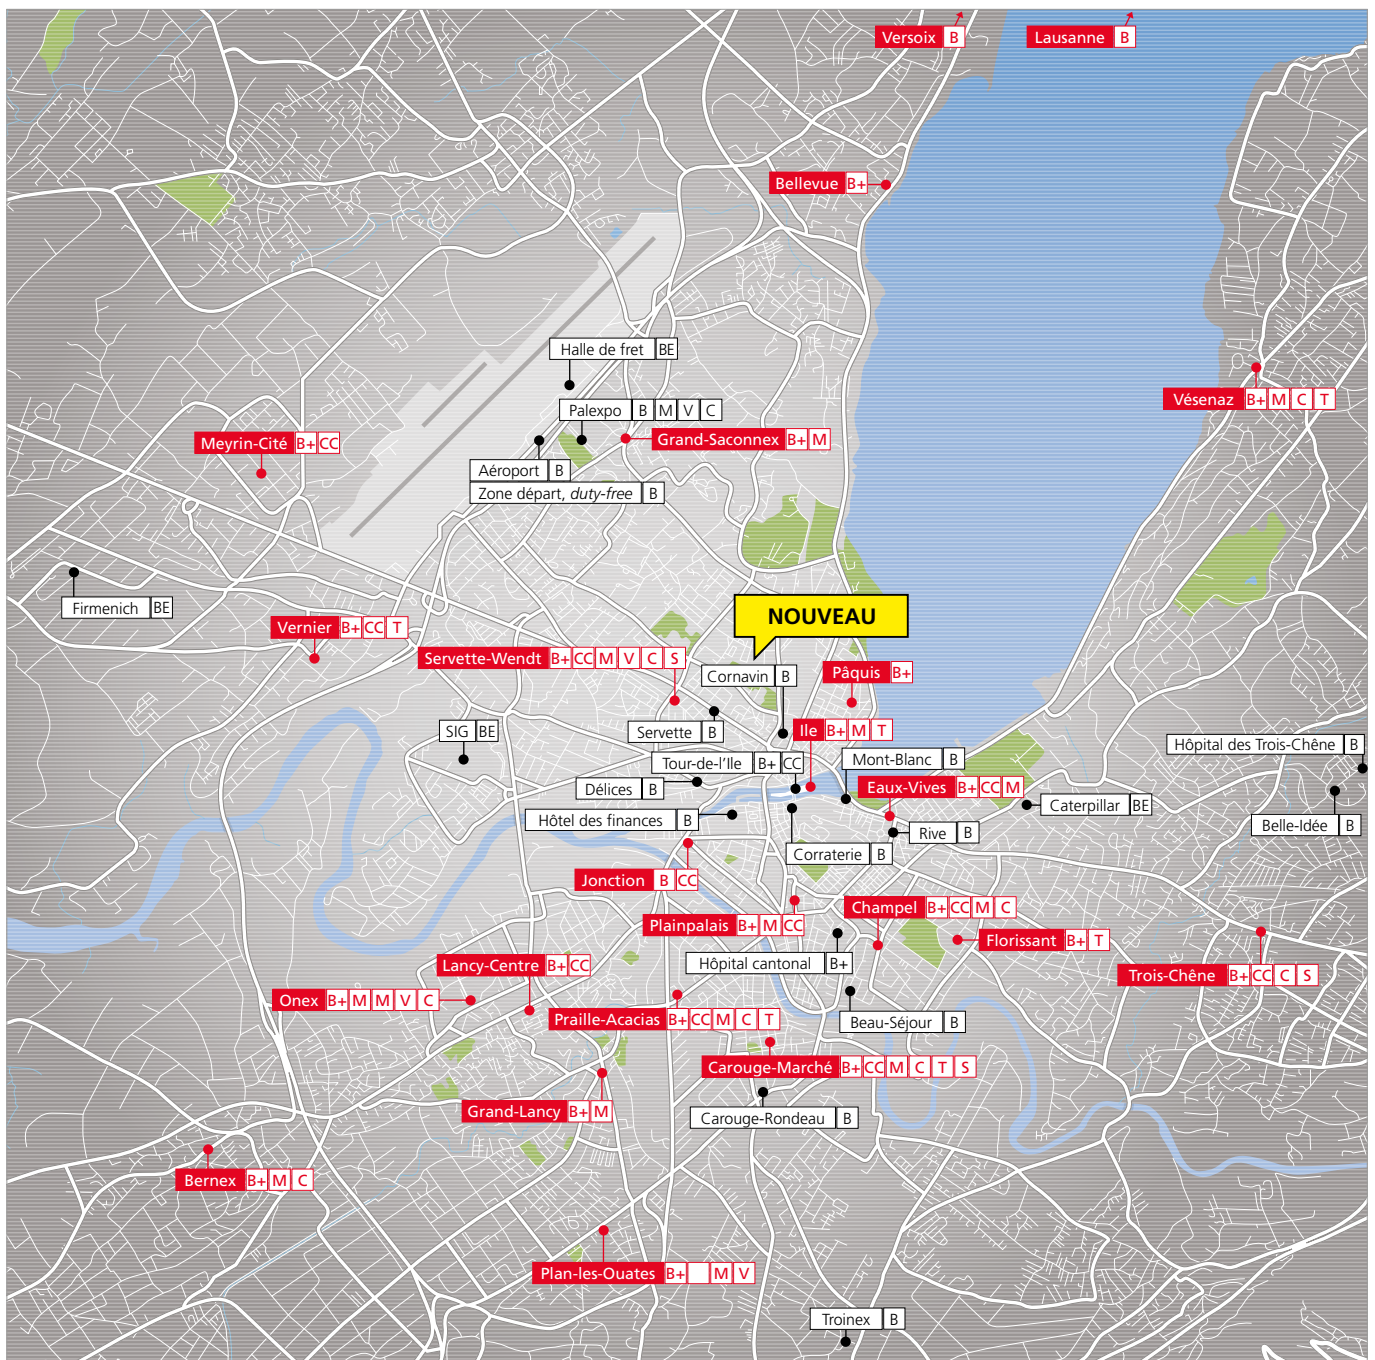 Versoix B
Lausanne B
Bellevue B+
Halle de fret BE
Vésenaz B+ M C T
Palexpo B M V C
Meyrin-Cité B+ CC
Grand-Saconnex B+ M
Aéroport B
Zone départ, duty-free B
Firmenich BE
NOUVEAU
Vernier B+ CC T
Servette-Wendt B+ CC M V C S
Cornavin B
Pâquis B+
SIG BE
Servette B
Ile B+ M T
Hôpital des Trois-Chêne B
Tour-de-l'Ile B+ CC
Mont-Blanc B
Délices B
Eaux-Vives B+ CC M
Caterpillar BE
Hôtel des finances B
Rive B
Belle-Idée B
Corraterie B
Jonction B CC
Champel B+ CC M C
Plainpalais B+ M CC
Florissant B+ T
Lancy-Centre B+ CC
Hôpital cantonal B+
Trois-Chêne B+ CC C S
Onex B+ M M V C
Praille-Acacias B+ CC M C T
Beau-Séjour B
Carouge-Marché B+ CC M C T S
Grand-Lancy B+ M
Carouge-Rondeau B
Bernex B+ M C
Plan-les-Ouates B+ M V
Troinex B